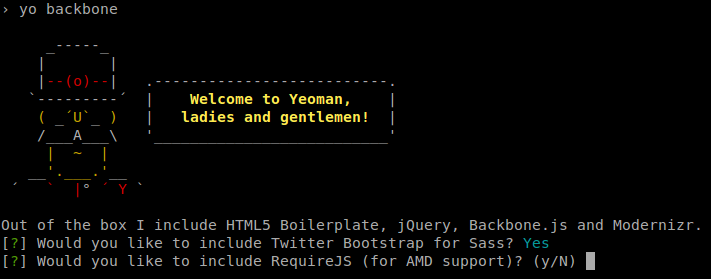 › yo backbone
Welcome to Yeoman,
ladies and gentlemen!
Out of the box I include HTML5 Boilerplate, jQuery, Backbone.js and Modernizr.
[?] Would you like to include Twitter Bootstrap for Sass? Yes
[?] Would you like to include RequireJS (for AMD support)? (y/N)